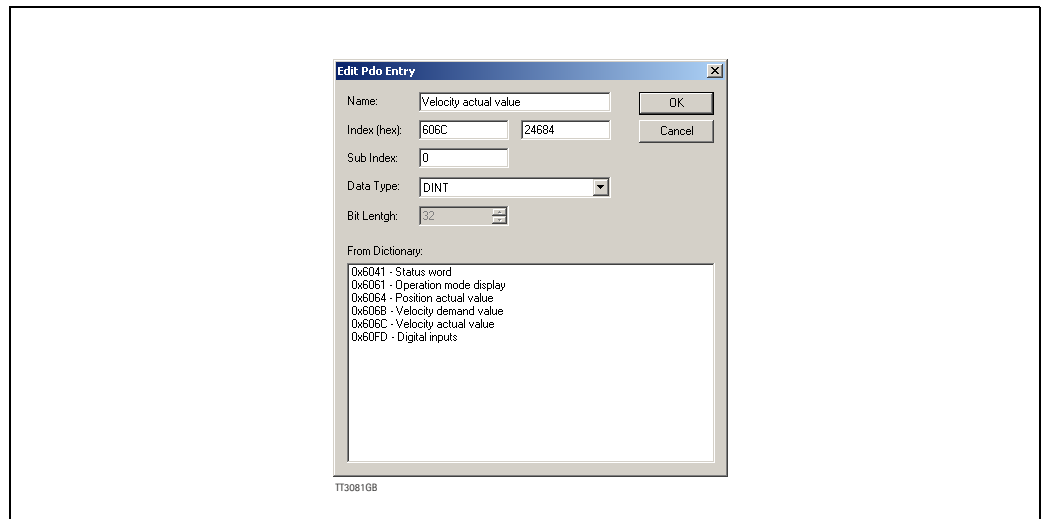 Edit Pdo Entry
Name: Velocity actual value OK
Index (hex): 606C 24684 Cancel
Sub Index: 0
Data Type: DINT
Bit Lentgh: 32
From Dictionary:
0x6041 - Status word
0x6061 - Operation mode display
0x6064 - Position actual value
0x606B - Velocity demand value
0x606C - Velocity actual value
0x60FD - Digital inputs
TT3081GB